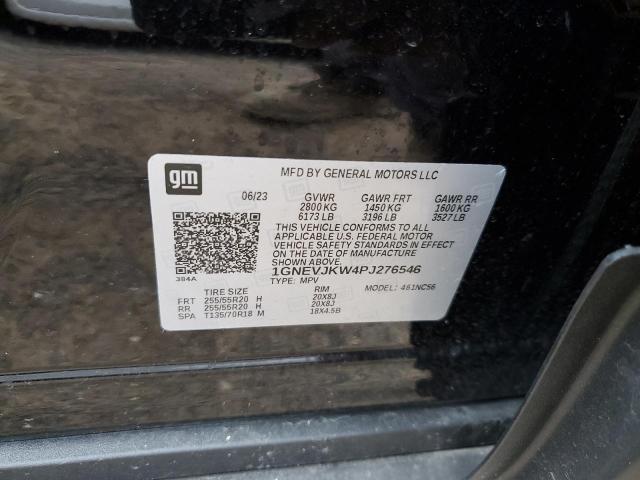 gm
MFD BY GENERAL MOTORS LLC
06/23 GVWR GAWR FRT GAWR RR
2800 KG 1450 KG 1600 KG
6173 LB 3196 LB 3527 LB
THIS VEHICLE CONFORMS TO ALL
APPLICABLE U.S. FEDERAL MOTOR
VEHICLE SAFETY STANDARDS IN EFFECT
ON THE DATE OF MANUFACTURE
SHOWN ABOVE.
1GNEVJKW4PJ276546
384A
TYPE: MPV MODEL: 461NC56
TIRE SIZE RIM
FRT 255/55R20 H 20X8J
RR 255/55R20 H 20X8J
SPA T135/70R18 M 18X4.5B